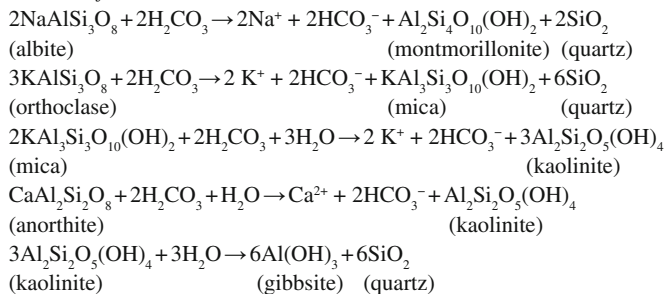 2NaAlSi₃O₈+2H₂CO₃→2Na⁺ + 2HCO₃⁻+Al₂Si₄O₁₀(OH)₂+2SiO₂
(albite) (montmorillonite) (quartz)
3KAlSi₃O₈+2H₂CO₃→2 K⁺ + 2HCO₃⁻+KAl₃Si₃O₁₀(OH)₂+6SiO₂
(orthoclase) (mica) (quartz)
2KAl₃Si₃O₁₀(OH)₂+2H₂CO₃+3H₂O→2 K⁺ + 2HCO₃⁻+3Al₂Si₂O₅(OH)₄
(mica) (kaolinite)
CaAl₂Si₂O₈+2H₂CO₃+H₂O→Ca²⁺ + 2HCO₃⁻+Al₂Si₂O₅(OH)₄
(anorthite) (kaolinite)
3Al₂Si₂O₅(OH)₄+3H₂O→6Al(OH)₃+6SiO₂
(kaolinite) (gibbsite) (quartz)